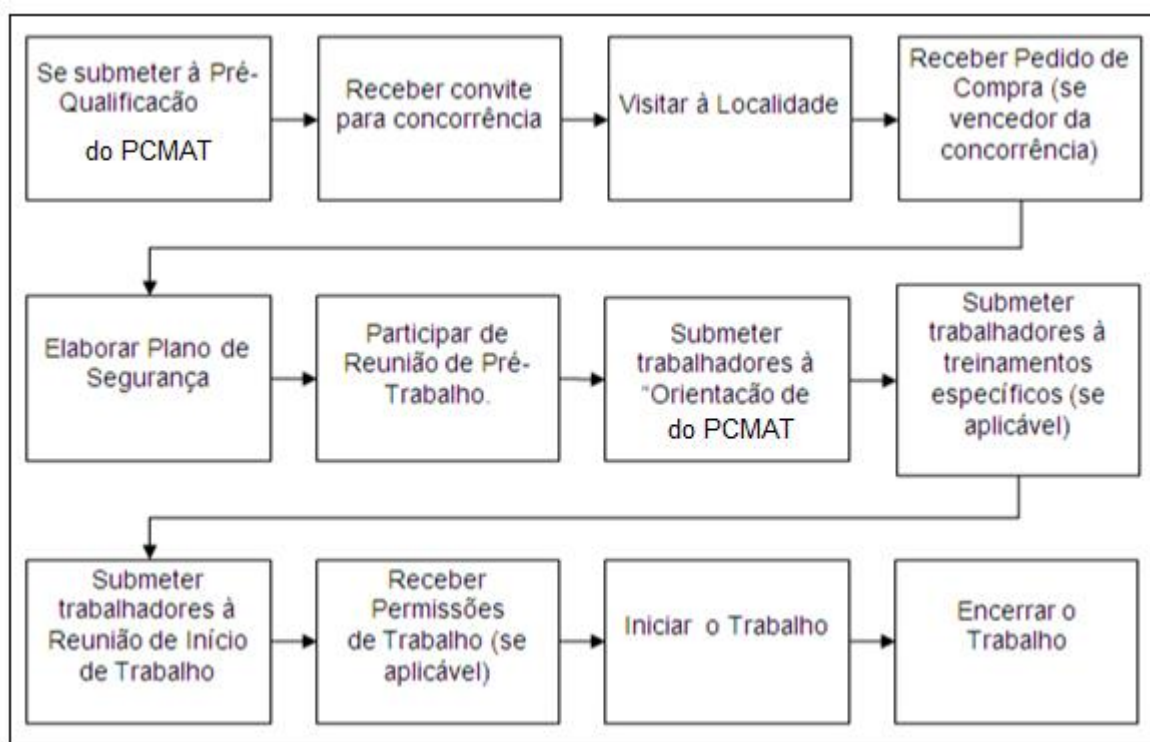 Se submeter à Pré-
Qualificacão
do PCMAT
Receber convite
para concorrência
Visitar à Localidade
Receber Pedido de
Compra (se
vencedor da
concorrência)
Elaborar Plano de
Segurança
Participar de
Reunião de Pré-
Trabalho.
Submeter
trabalhadores à
“Orientacão de
do PCMAT
Submeter
trabalhadores à
treinamentos
específicos (se
aplicável)
Submeter
trabalhadores à
Reunião de Início
de Trabalho
Receber
Permissões
de Trabalho (se
aplicável)
Iniciar o Trabalho
Encerrar o
Trabalho